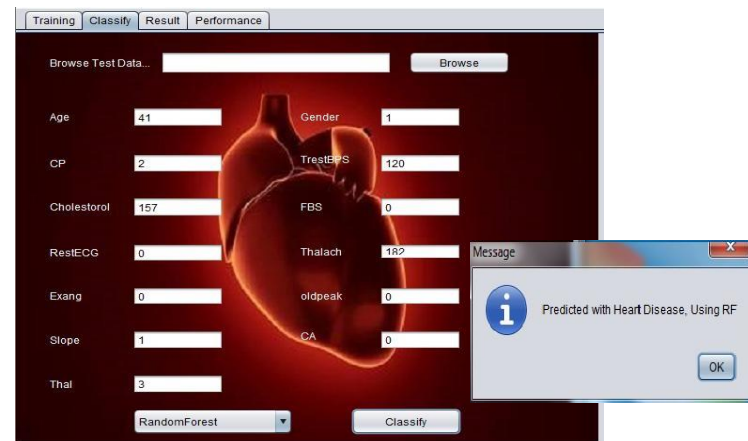 Training Classify Result Performance
Browse Test Data... Browse
Age 41 Gender 1
CP 2 TrestBPS 120
Cholestorol 157 FBS 0
RestECG 0 Thalach 182
Exang 0 oldpeak 0
Slope 1 CA 0
Thal 3
RandomForest Classify
Message
Predicted with Heart Disease, Using RF
OK